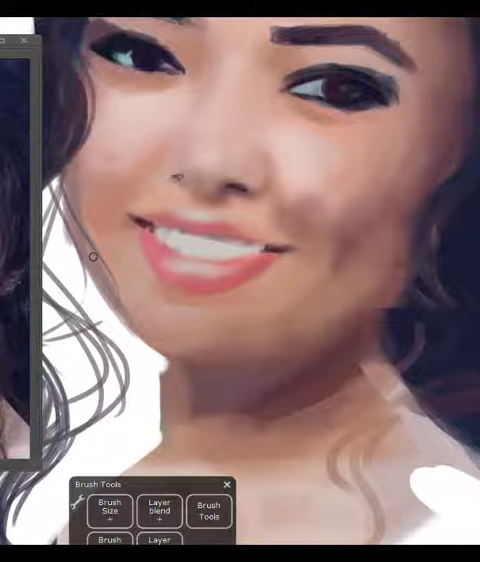 Brush Tools
Brush
Size
+
Layer
blend
+
Brush
Tools
Brush
Layer